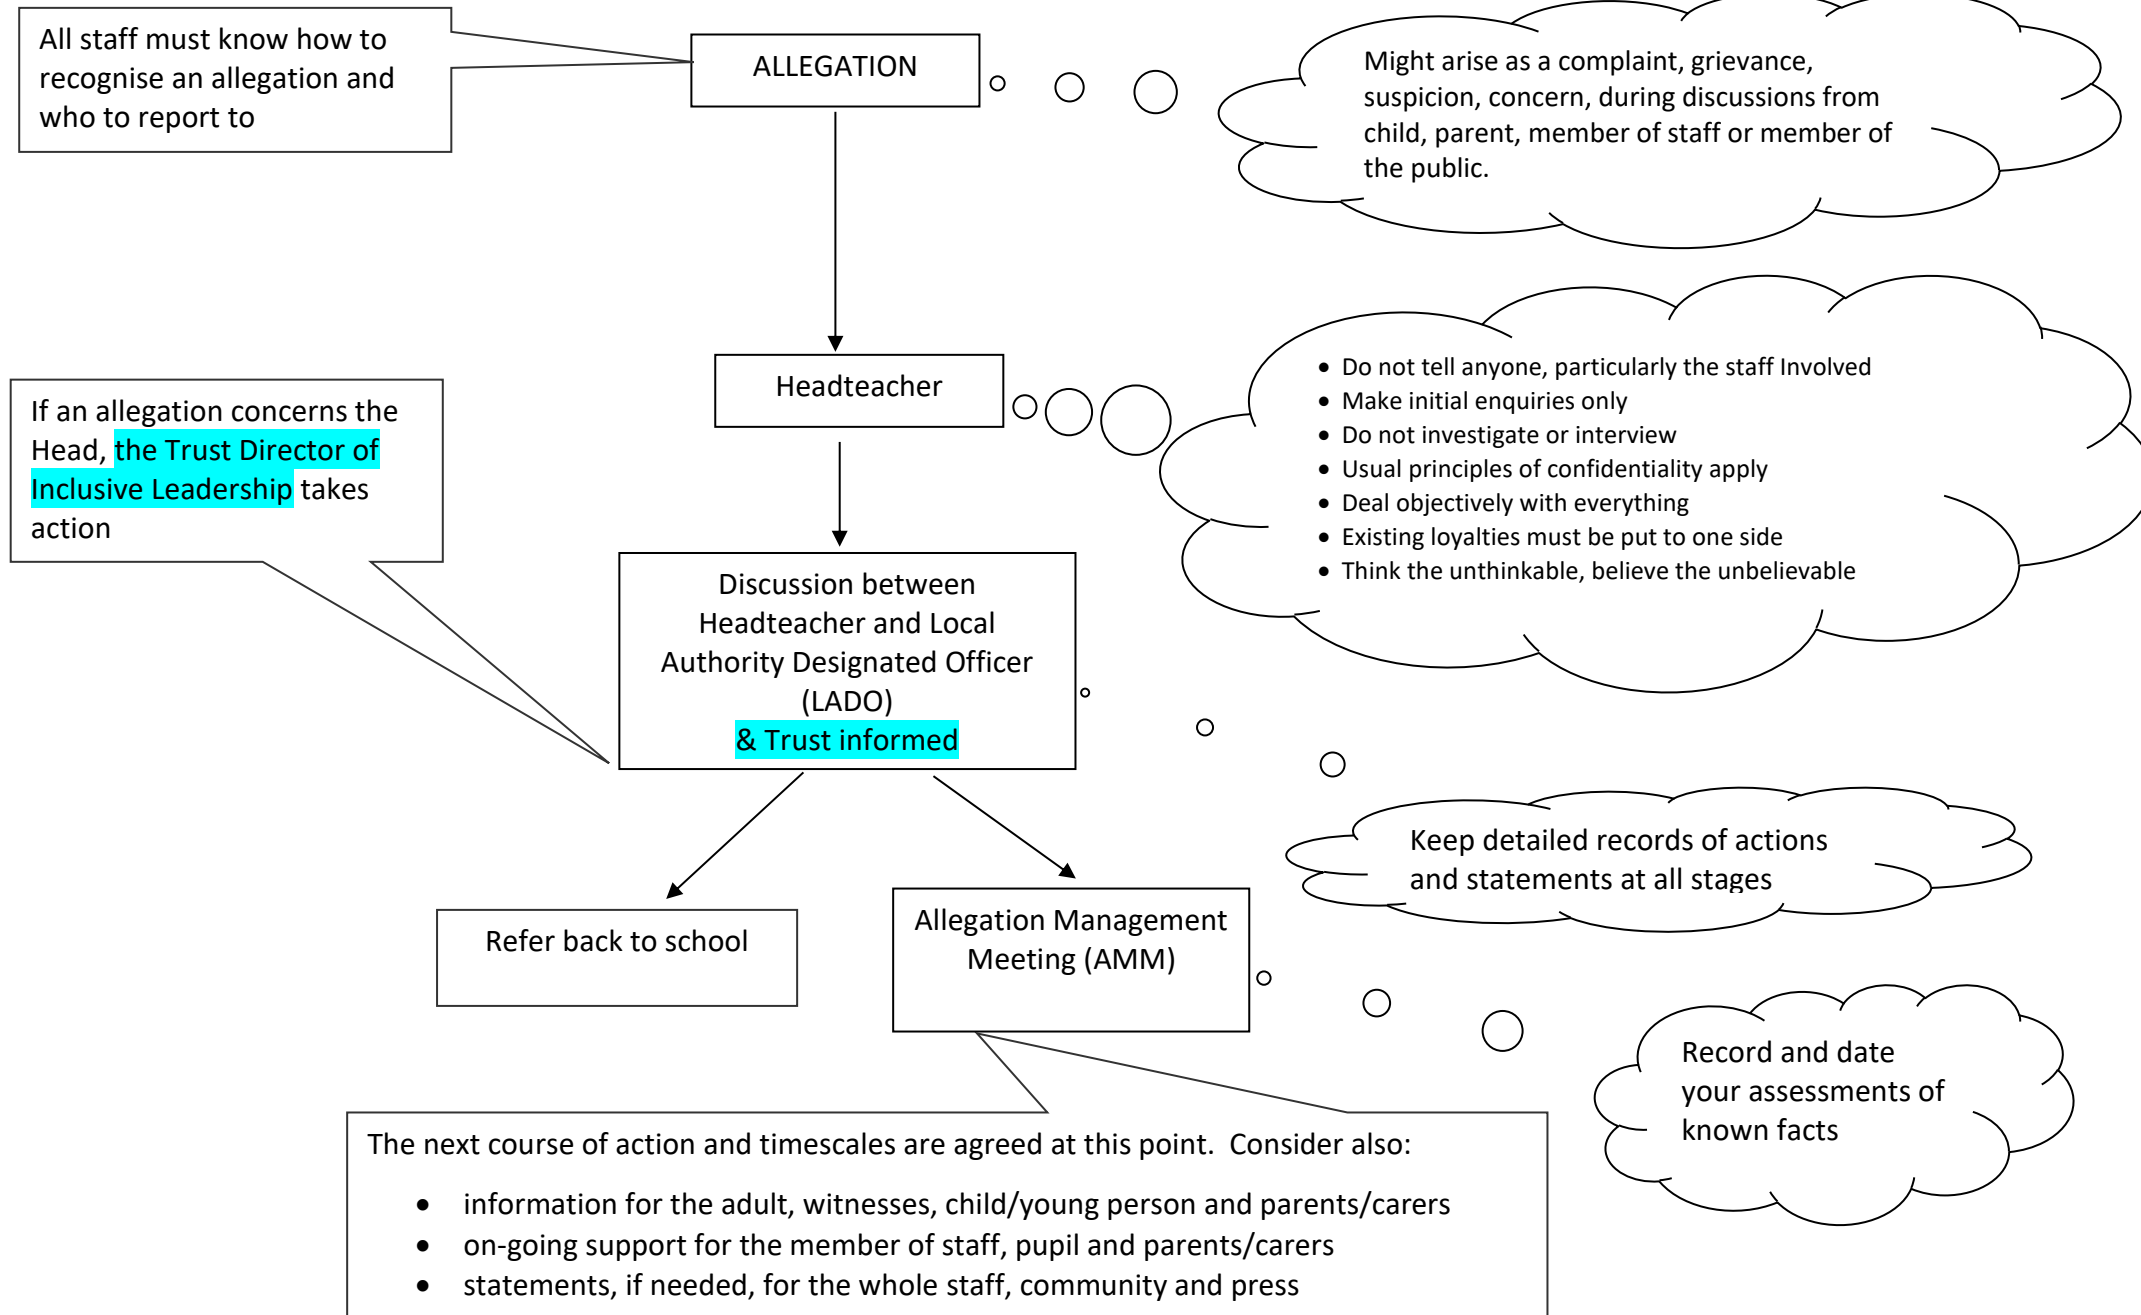 All staff must know how to
recognise an allegation and
who to report to
ALLEGATION
Might arise as a complaint, grievance,
suspicion, concern, during discussions from
child, parent, member of staff or member of
the public.
Headteacher
• Do not tell anyone, particularly the staff Involved
• Make initial enquiries only
• Do not investigate or interview
• Usual principles of confidentiality apply
• Deal objectively with everything
• Existing loyalties must be put to one side
• Think the unthinkable, believe the unbelievable
If an allegation concerns the
Head, the Trust Director of
Inclusive Leadership takes
action
Discussion between
Headteacher and Local
Authority Designated Officer
(LADO)
& Trust informed
Keep detailed records of actions
and statements at all stages
Refer back to school
Allegation Management
Meeting (AMM)
Record and date
your assessments of
known facts
The next course of action and timescales are agreed at this point.  Consider also:
• information for the adult, witnesses, child/young person and parents/carers
• on-going support for the member of staff, pupil and parents/carers
• statements, if needed, for the whole staff, community and press